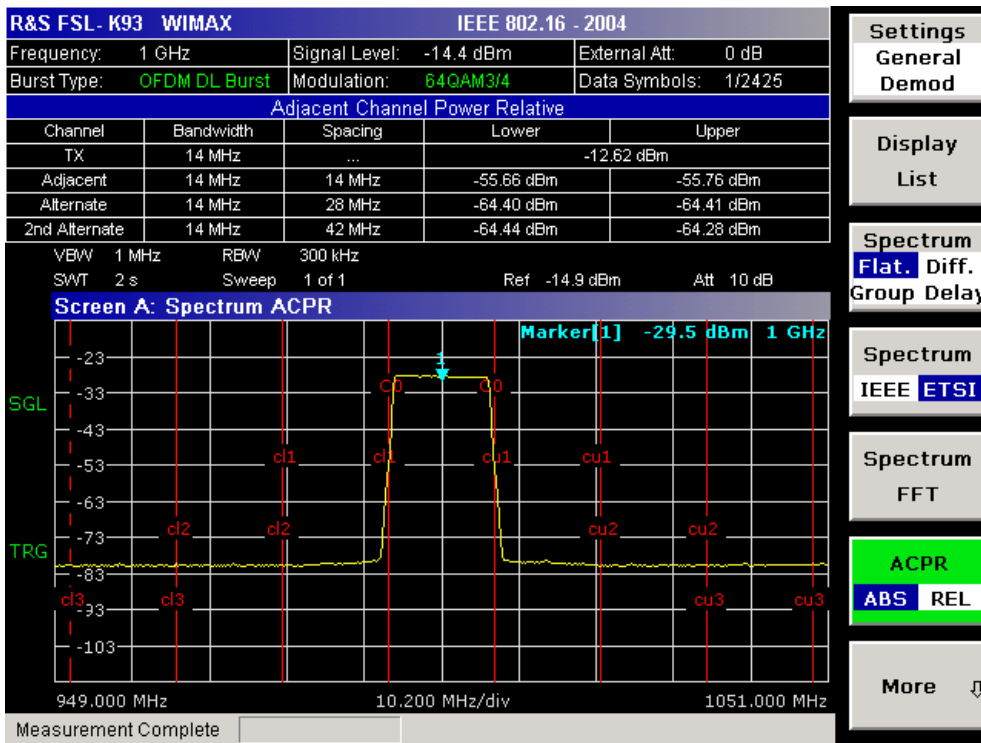 R&S FSL- K93 WIMAX IEEE 802.16 - 2004
Frequency: 1 GHz Signal Level: -14.4 dBm External Att: 0 dB
Burst Type: OFDM DL Burst Modulation: 64QAM3/4 Data Symbols: 1/2425
Adjacent Channel Power Relative
Channel Bandwidth Spacing Lower Upper
TX 14 MHz ... -12.62 dBm
Adjacent 14 MHz 14 MHz -55.66 dBm -55.76 dBm
Alternate 14 MHz 28 MHz -64.40 dBm -64.41 dBm
2nd Alternate 14 MHz 42 MHz -64.44 dBm -64.28 dBm
VBW 1 MHz RBW 300 kHz
SWT 2 s Sweep 1 of 1 Ref -14.9 dBm Att 10 dB
Screen A: Spectrum ACPR
Marker[1] -29.5 dBm 1 GHz
1
-23
C0 C0
SGL -33
-43
cl1 cl1 cu1 cu1
-53
-63
cl2 cl2 cu2 cu2
-73
TRG
-83
cl3 cl3 cu3 cu3
-93
-103
949.000 MHz 10.200 MHz/div 1051.000 MHz
Measurement Complete
Settings
General
Demod
Display
List
Spectrum
Flat. Diff.
Group Delay
Spectrum
IEEE ETSI
Spectrum
FFT
ACPR
ABS REL
More ⇩